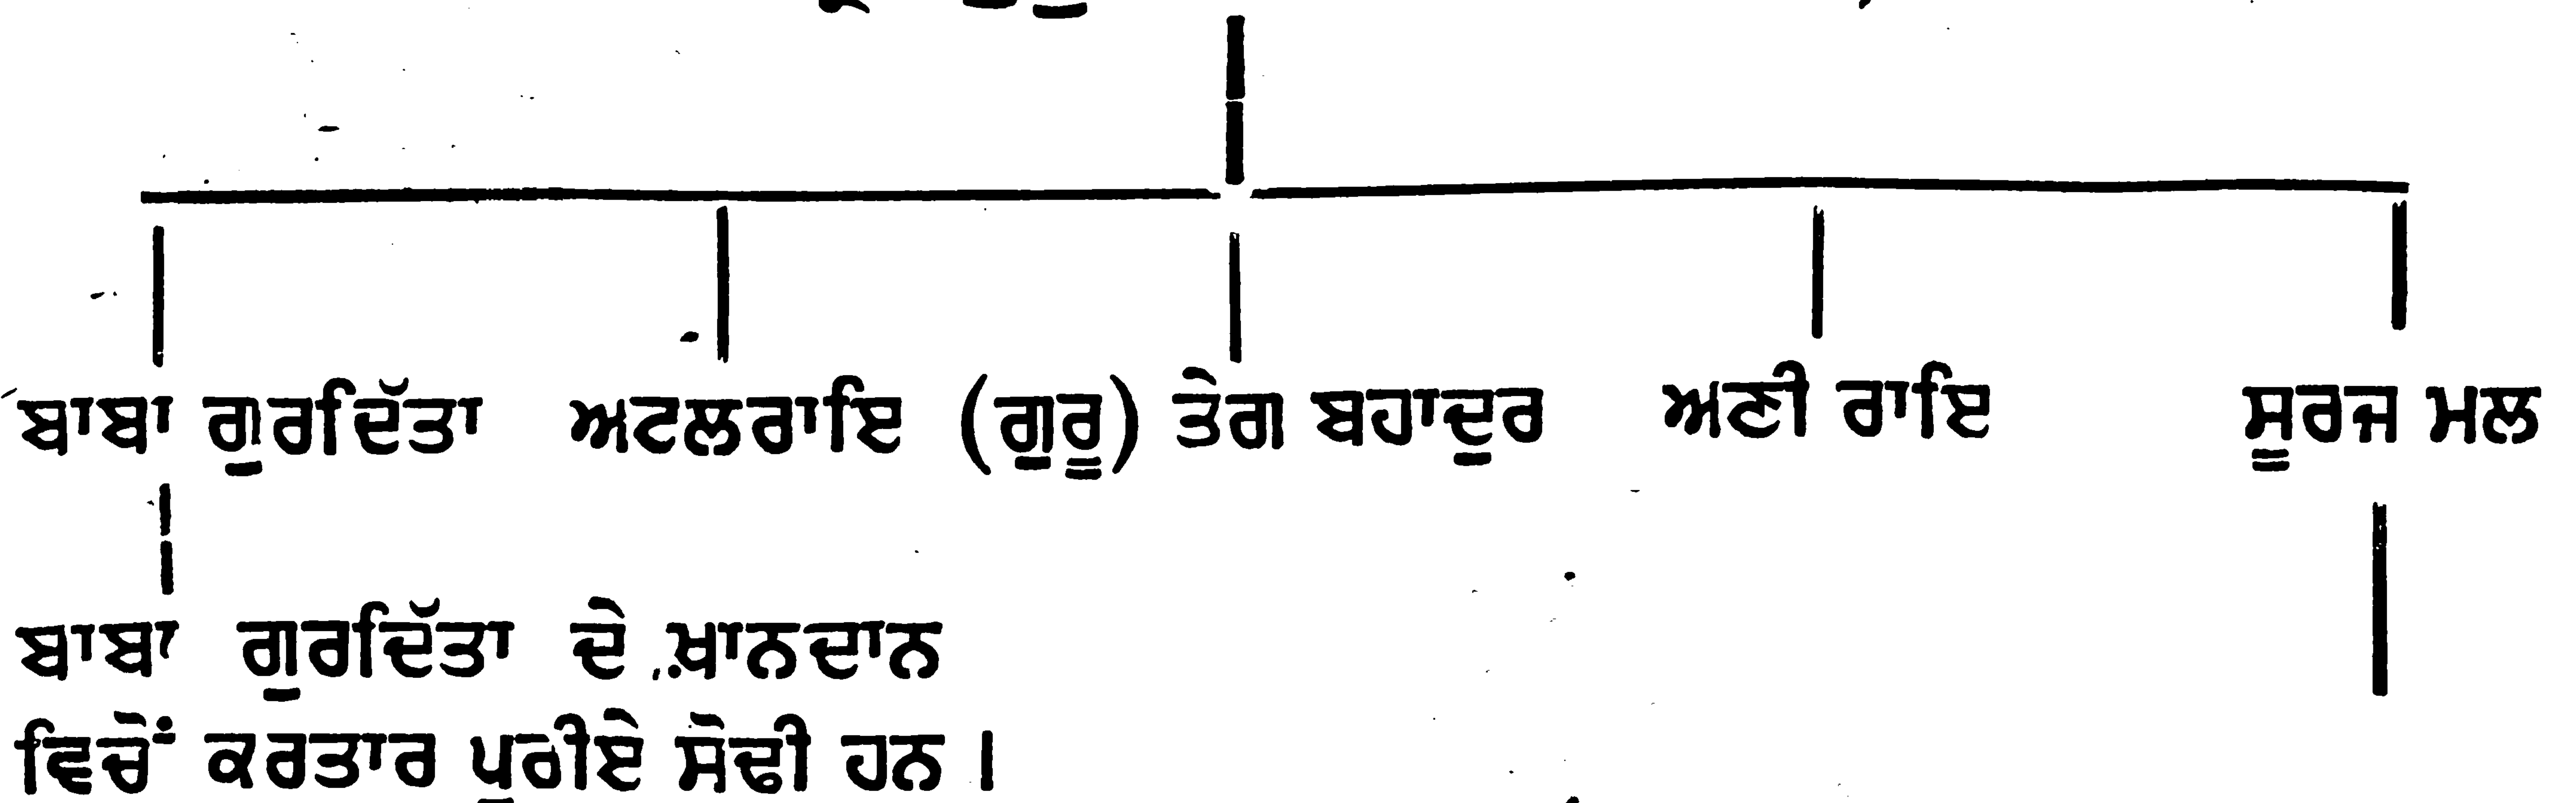 ਬਾਬਾ ਗੁਰਦਿੱਤਾ ਅਟਲਰਾਇ (ਗੁਰੂ) ਤੇਗ ਬਹਾਦੁਰ ਅਣੀ ਰਾਇ ਸੂਰਜ ਮਲ
ਬਾਬਾ ਗੁਰਦਿੱਤਾ ਦੇ ਖ਼ਾਨਦਾਨ
ਵਿਚੋਂ ਕਰਤਾਰ ਪੁਰੀਏ ਸੋਢੀ ਹਨ ।